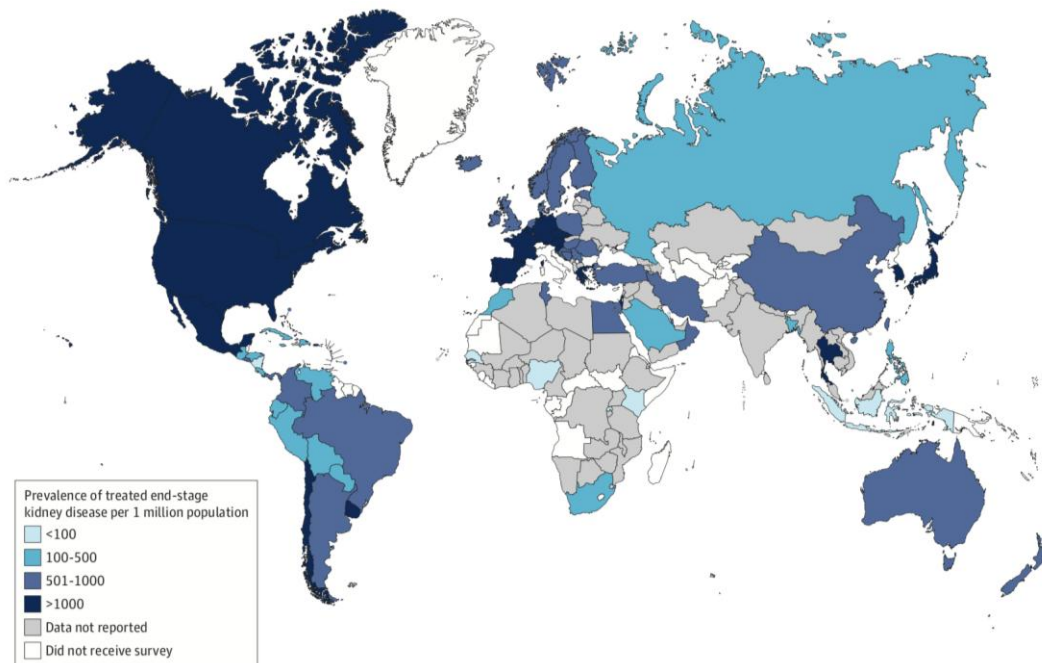 Prevalence of treated end-stage
kidney disease per 1 million population
<100
100-500
501-1000
>1000
Data not reported
Did not receive survey